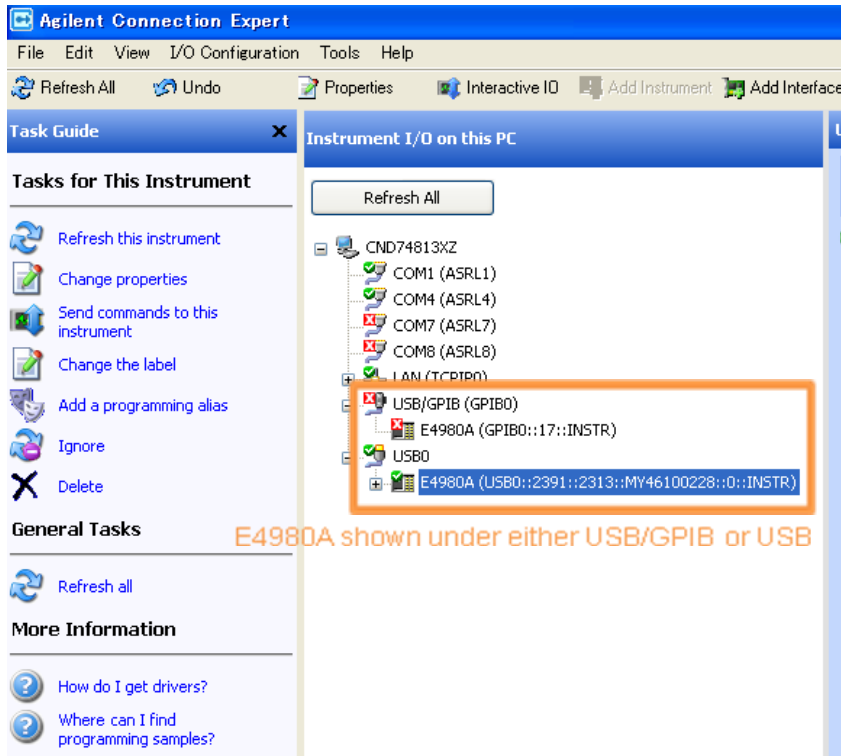 Agilent Connection Expert
File Edit View I/O Configuration Tools Help
Refresh All Undo Properties Interactive IO Add Instrument Add Interface
Task Guide
Instrument I/O on this PC
Tasks for This Instrument
Refresh All
Refresh this instrument
Change properties
Send commands to this
instrument
Change the label
Add a programming alias
Ignore
Delete
General Tasks
Refresh all
More Information
How do I get drivers?
Where can I find
programming samples?
CND74813XZ
COM1 (ASRL1)
COM4 (ASRL4)
COM7 (ASRL7)
COM8 (ASRL8)
LAN (TCPIP0)
USB/GPIB (GPIB0)
E4980A (GPIB0::17::INSTR)
USB0
E4980A (USB0::2391::2313::MY46100228::0::INSTR)
E4980A shown under either USB/GPIB or USB